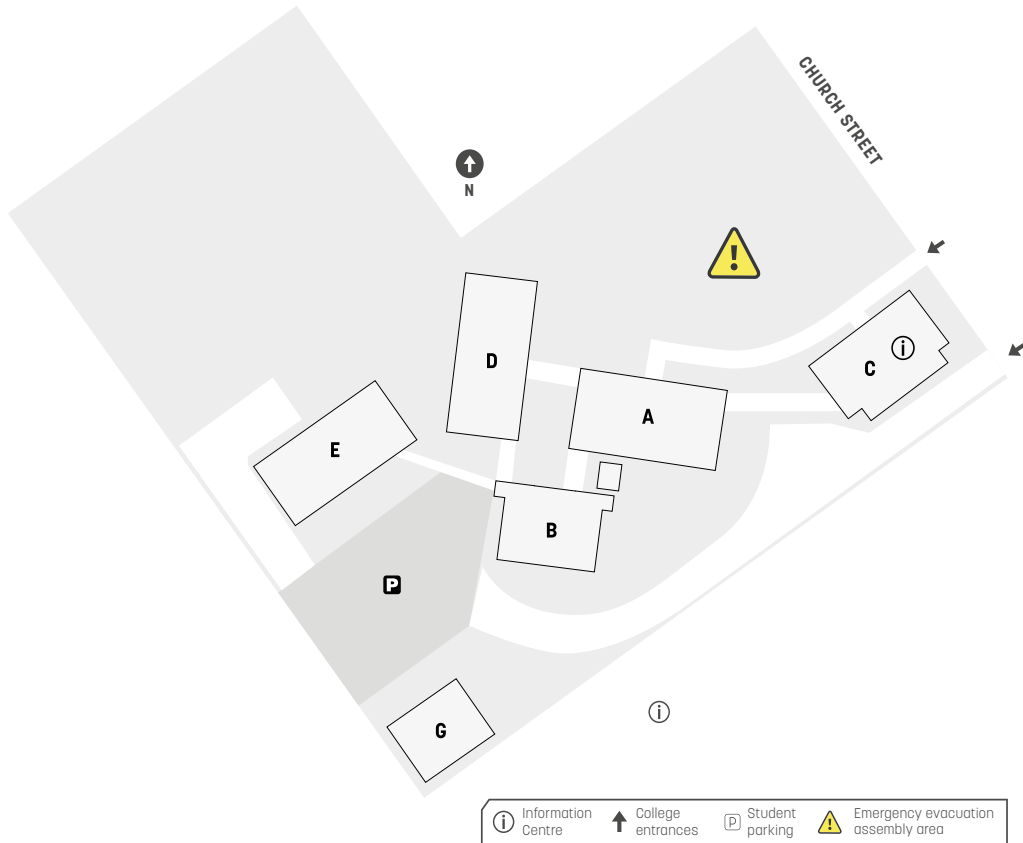 CHURCH STREET
N
D
A
C
i
E
B
P
G
i
i Information
Centre
College
entrances
P Student
parking
! Emergency evacuation
assembly area